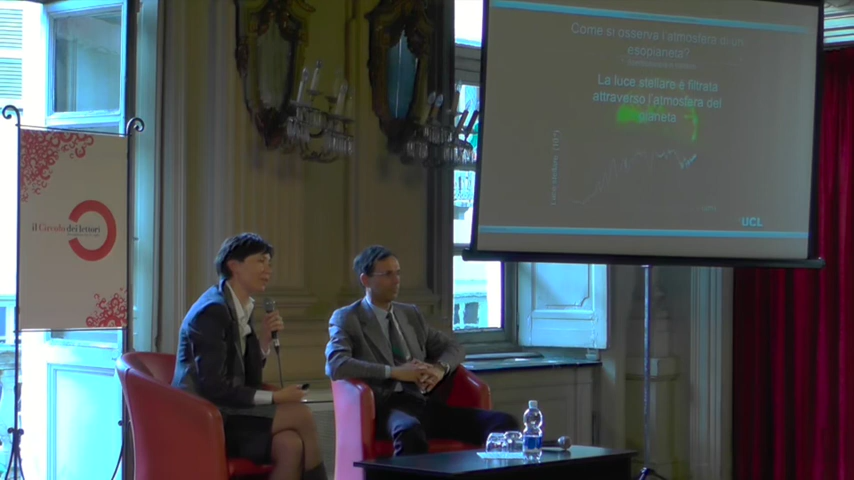 il Circolo dei lettori
Come si osserva l'atmosfera di un
esopianeta?
La luce stellare è filtrata
attraverso l'atmosfera del
pianeta
UCL